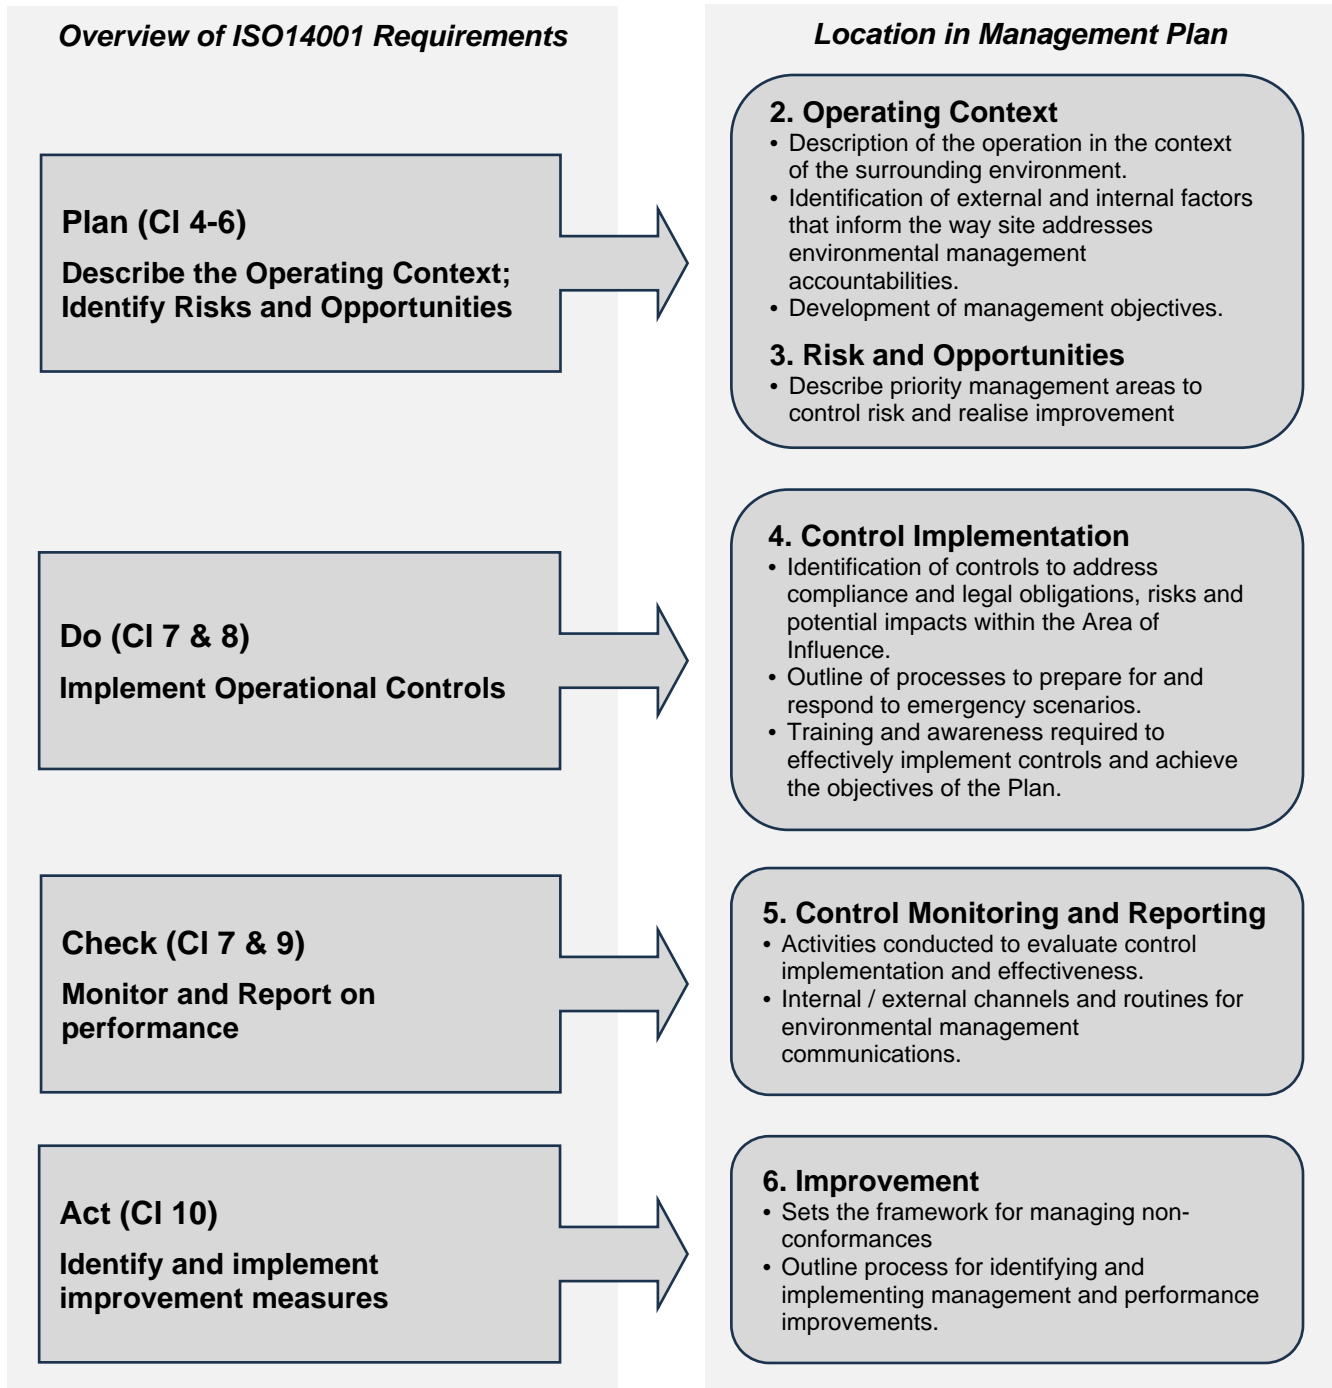 Overview of ISO14001 Requirements
Location in Management Plan
Plan (Cl 4-6)
Describe the Operating Context;
Identify Risks and Opportunities
2. Operating Context
• Description of the operation in the context
of the surrounding environment.
• Identification of external and internal factors
that inform the way site addresses
environmental management
accountabilities.
• Development of management objectives.
3. Risk and Opportunities
• Describe priority management areas to
control risk and realise improvement
Do (Cl 7 & 8)
Implement Operational Controls
4. Control Implementation
• Identification of controls to address
compliance and legal obligations, risks and
potential impacts within the Area of
Influence.
• Outline of processes to prepare for and
respond to emergency scenarios.
• Training and awareness required to
effectively implement controls and achieve
the objectives of the Plan.
Check (Cl 7 & 9)
Monitor and Report on
performance
5. Control Monitoring and Reporting
• Activities conducted to evaluate control
implementation and effectiveness.
• Internal / external channels and routines for
environmental management
communications.
Act (Cl 10)
Identify and implement
improvement measures
6. Improvement
• Sets the framework for managing non-
conformances
• Outline process for identifying and
implementing management and performance
improvements.